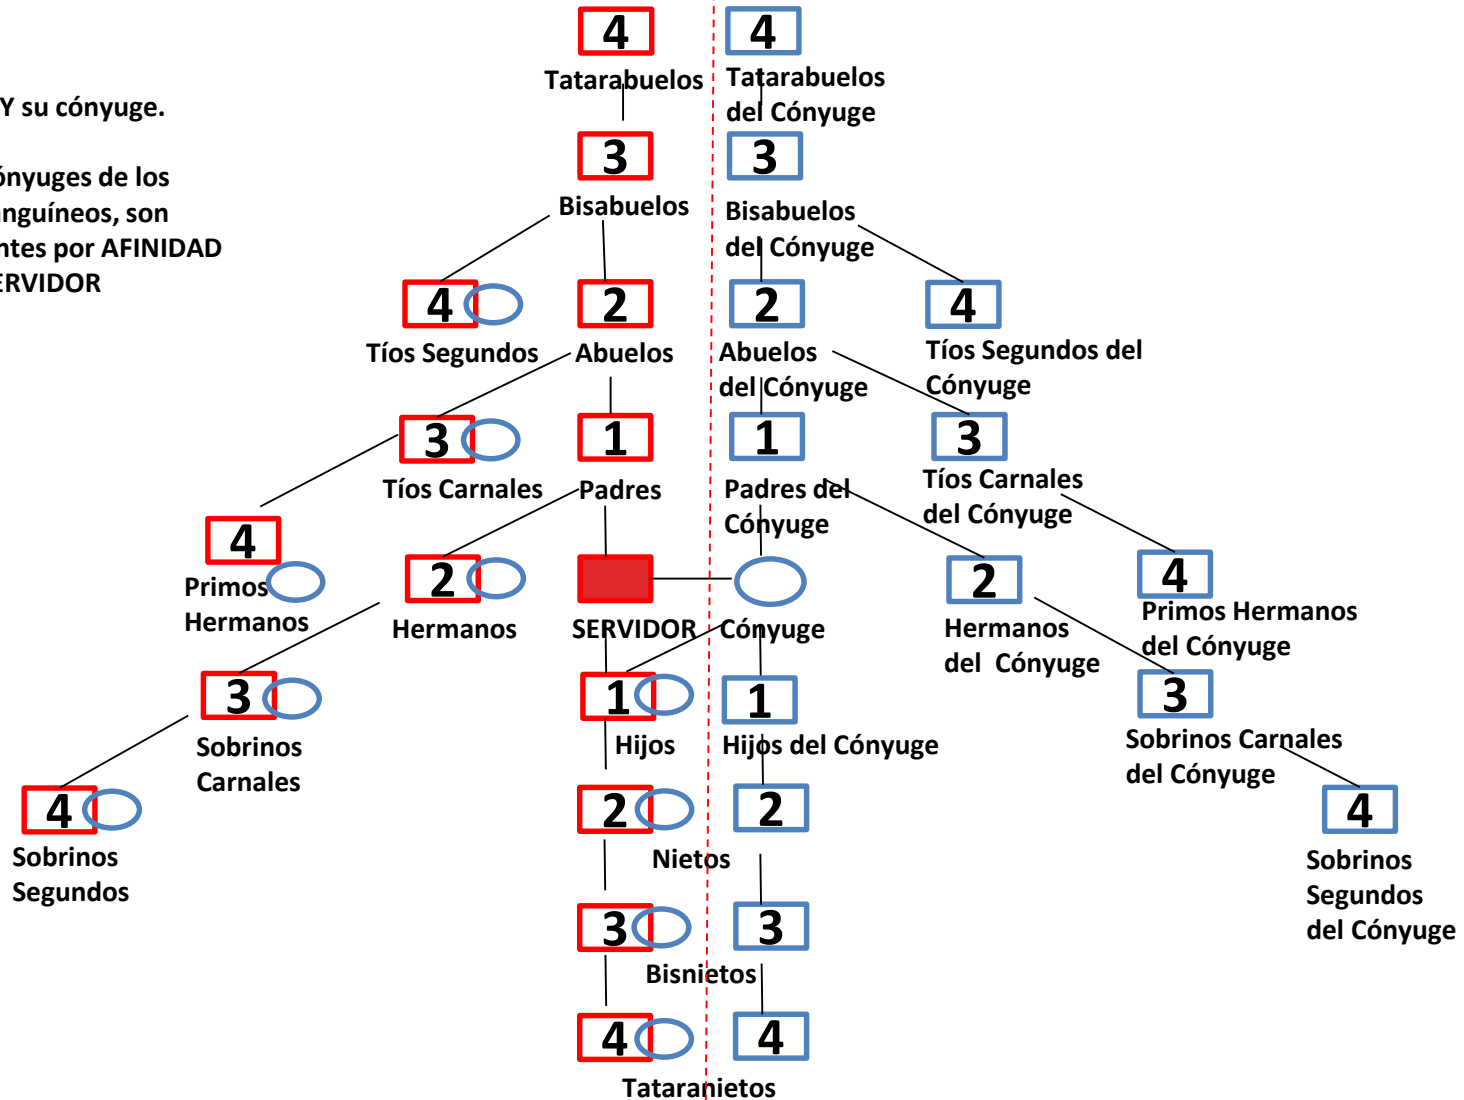 4
4
Tatarabuelos
Tatarabuelos
del Cónyuge
Y su cónyuge.
3
3
ónyuges de los
anguíneos, son
ntes por AFINIDAD
ERVIDOR
Bisabuelos
Bisabuelos
del Cónyuge
4
2
2
4
Tíos Segundos
Abuelos
Abuelos
del Cónyuge
Tíos Segundos del
Cónyuge
3
1
1
3
Tíos Carnales
Padres
Padres del
Cónyuge
Tíos Carnales
del Cónyuge
4
Primos
Hermanos
2
Hermanos
SERVIDOR
Cónyuge
2
Hermanos
del Cónyuge
4
Primos Hermanos
del Cónyuge
3
Sobrinos
Carnales
1
Hijos
1
Hijos del Cónyuge
3
Sobrinos Carnales
del Cónyuge
4
Sobrinos
Segundos
2
2
Nietos
4
Sobrinos
Segundos
del Cónyuge
3
3
Bisnietos
4
4
Tataranietos